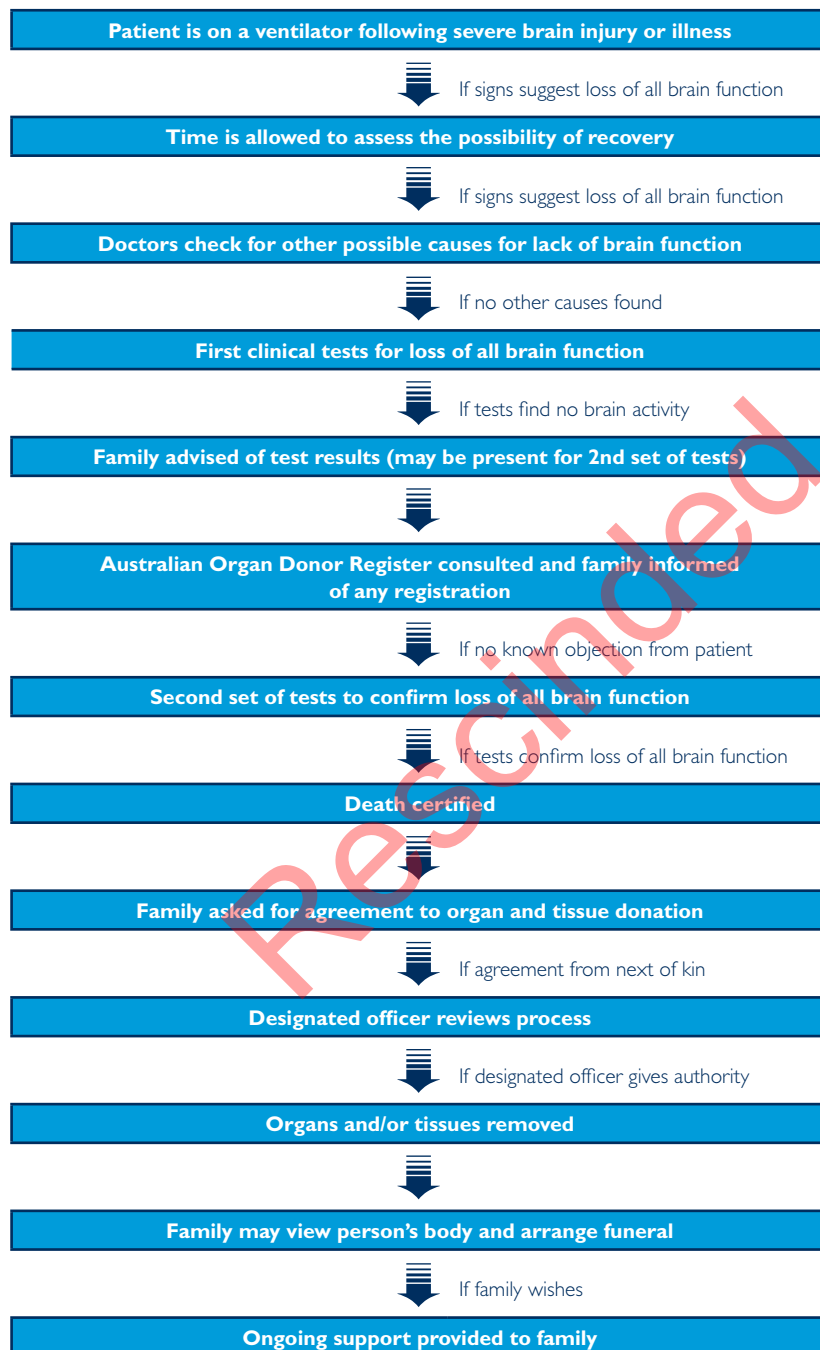 Patient is on a ventilator following severe brain injury or illness
If signs suggest loss of all brain function
Time is allowed to assess the possibility of recovery
If signs suggest loss of all brain function
Doctors check for other possible causes for lack of brain function
If no other causes found
First clinical tests for loss of all brain function
If tests find no brain activity
Family advised of test results (may be present for 2nd set of tests)
Australian Organ Donor Register consulted and family informed
of any registration
If no known objection from patient
Second set of tests to confirm loss of all brain function
If tests confirm loss of all brain function
Death certified
Family asked for agreement to organ and tissue donation
If agreement from next of kin
Designated officer reviews process
If designated officer gives authority
Organs and/or tissues removed
Family may view person's body and arrange funeral
If family wishes
Ongoing support provided to family
Rescinded